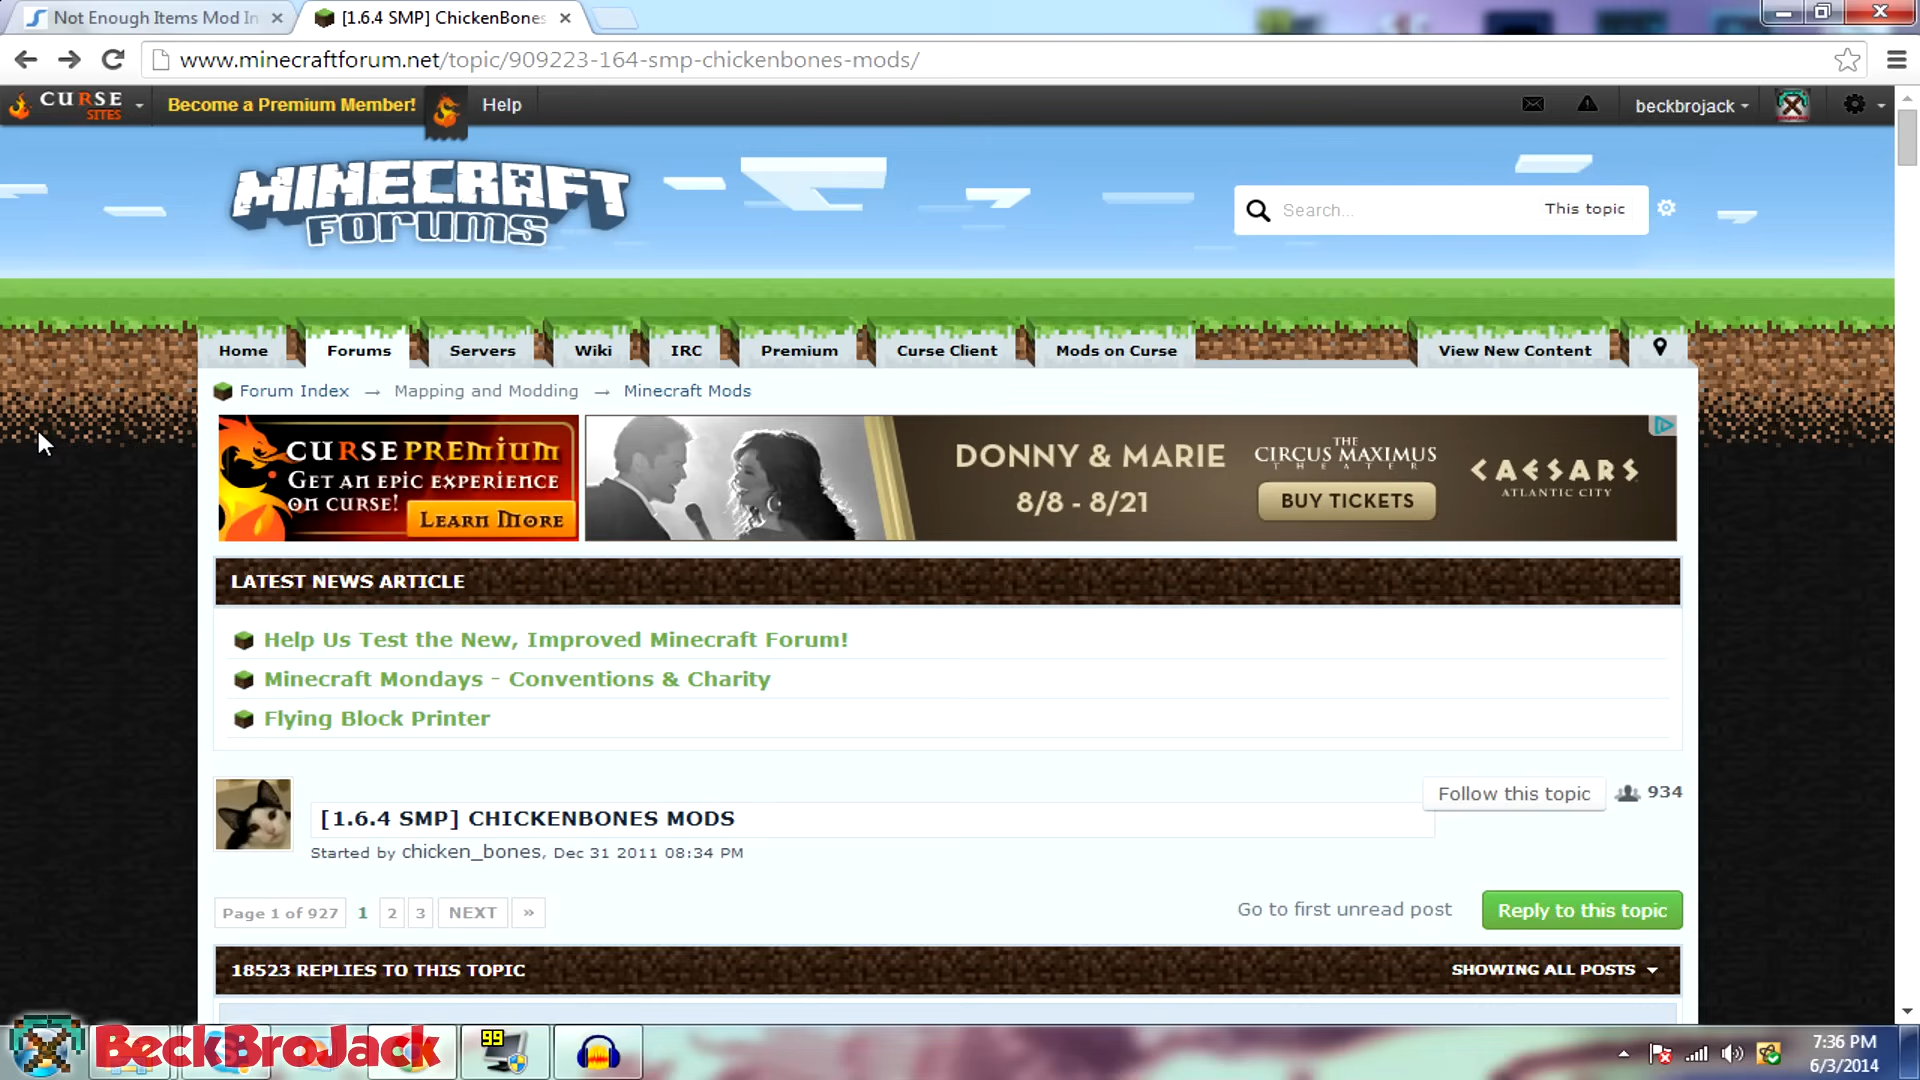 Not Enough Items Mod In
[1.6.4 SMP] ChickenBones
www.minecraftforum.net/topic/909223-164-smp-chickenbones-mods/
CURSE SITES
Become a Premium Member!
Help
beckbrojack
MINECRAFT
FORUMS
Search...
This topic
Home
Forums
Servers
Wiki
IRC
Premium
Curse Client
Mods on Curse
View New Content
Forum Index → Mapping and Modding → Minecraft Mods
CURSE PREMIUM
GET AN EPIC EXPERIENCE
ON CURSE!
LEARN MORE
DONNY & MARIE
8/8 - 8/21
THE
CIRCUS MAXIMUS
THEATER
BUY TICKETS
CAESARS
ATLANTIC CITY
LATEST NEWS ARTICLE
Help Us Test the New, Improved Minecraft Forum!
Minecraft Mondays - Conventions & Charity
Flying Block Printer
[1.6.4 SMP] CHICKENBONES MODS
Follow this topic
934
Started by chicken_bones, Dec 31 2011 08:34 PM
Page 1 of 927
1
2
3
NEXT
»
Go to first unread post
Reply to this topic
18523 REPLIES TO THIS TOPIC
SHOWING ALL POSTS
BeckBroJack
99
7:36 PM
6/3/2014